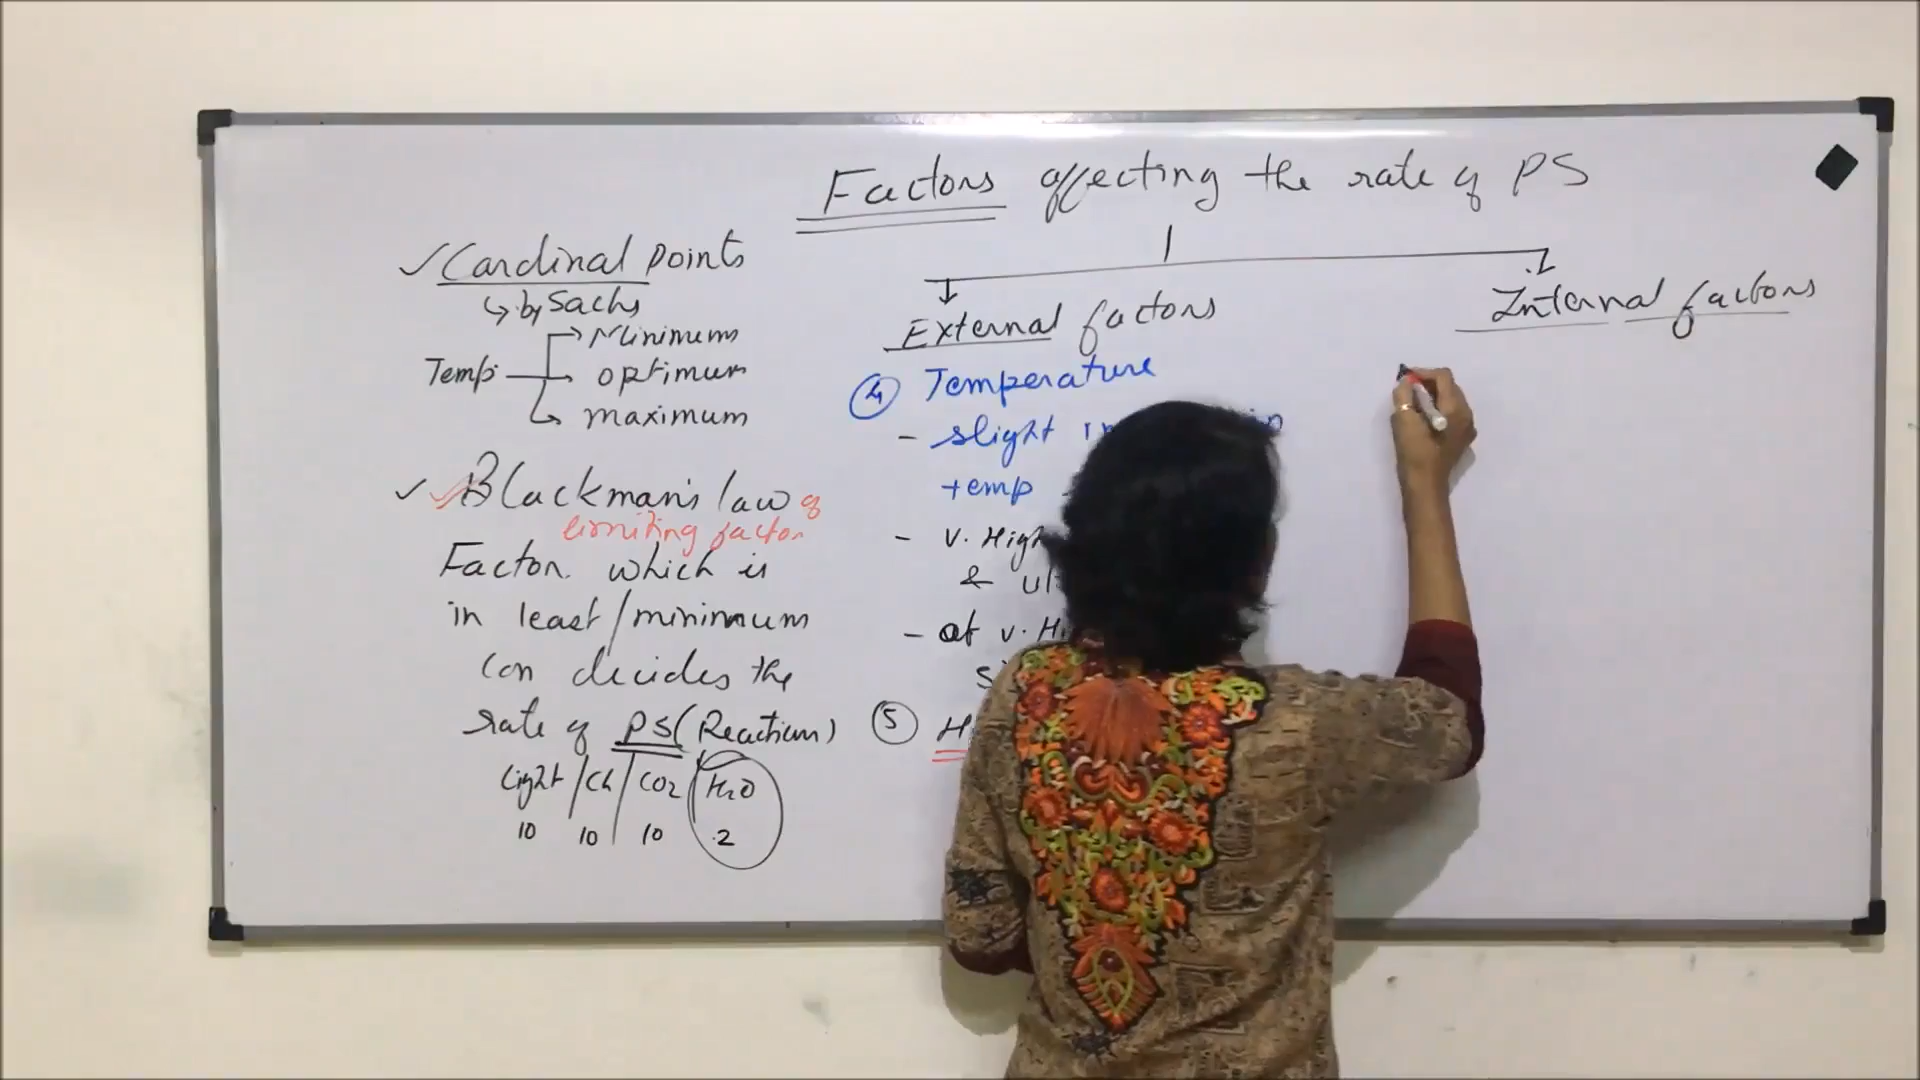 Factors affecting the rate of PS
✓ Cardinal points
↳ by Sachs
Temp → Minimum
→ optimum
→ maximum
✓ ✓ Blackman's law of
limiting factor
Factor which is
in least/minimum
con decides the
rate of PS (Reaction)
Light / Ch / CO2 / H2O
10 10 10 .2
External factors
④ Temperature
- slight
temp
- v. High
&
- at v.
⑤
Internal factors